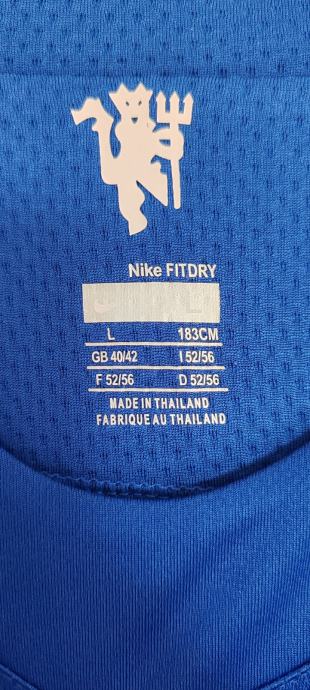 Nike FITDRY
L
L 183CM
GB 40/42 I 52/56
F 52/56 D 52/56
MADE IN THAILAND
FABRIQUE AU THAILAND